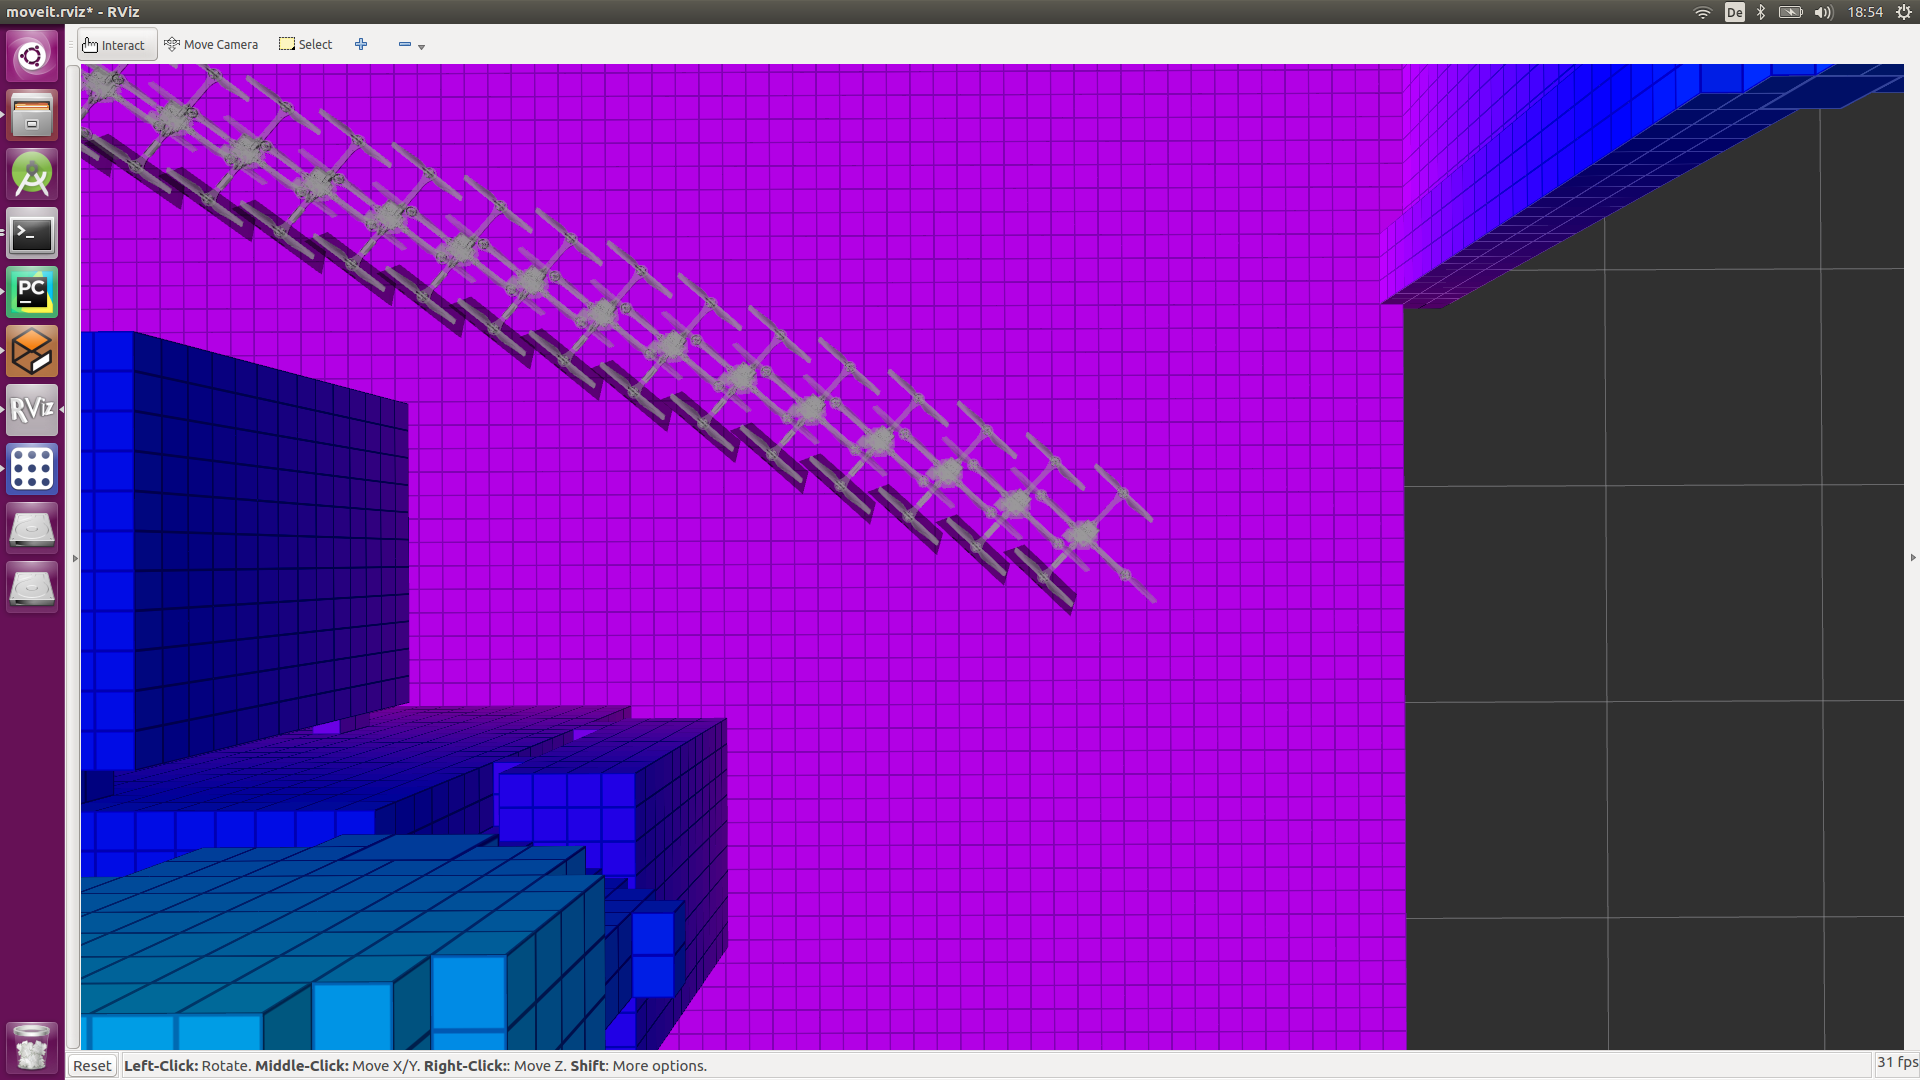 moveit.rviz* - RViz
De
18:54
Interact
Move Camera
Select
>_
PC
RViz
Reset
Left-Click: Rotate. Middle-Click: Move X/Y. Right-Click:: Move Z. Shift: More options.
31 fps